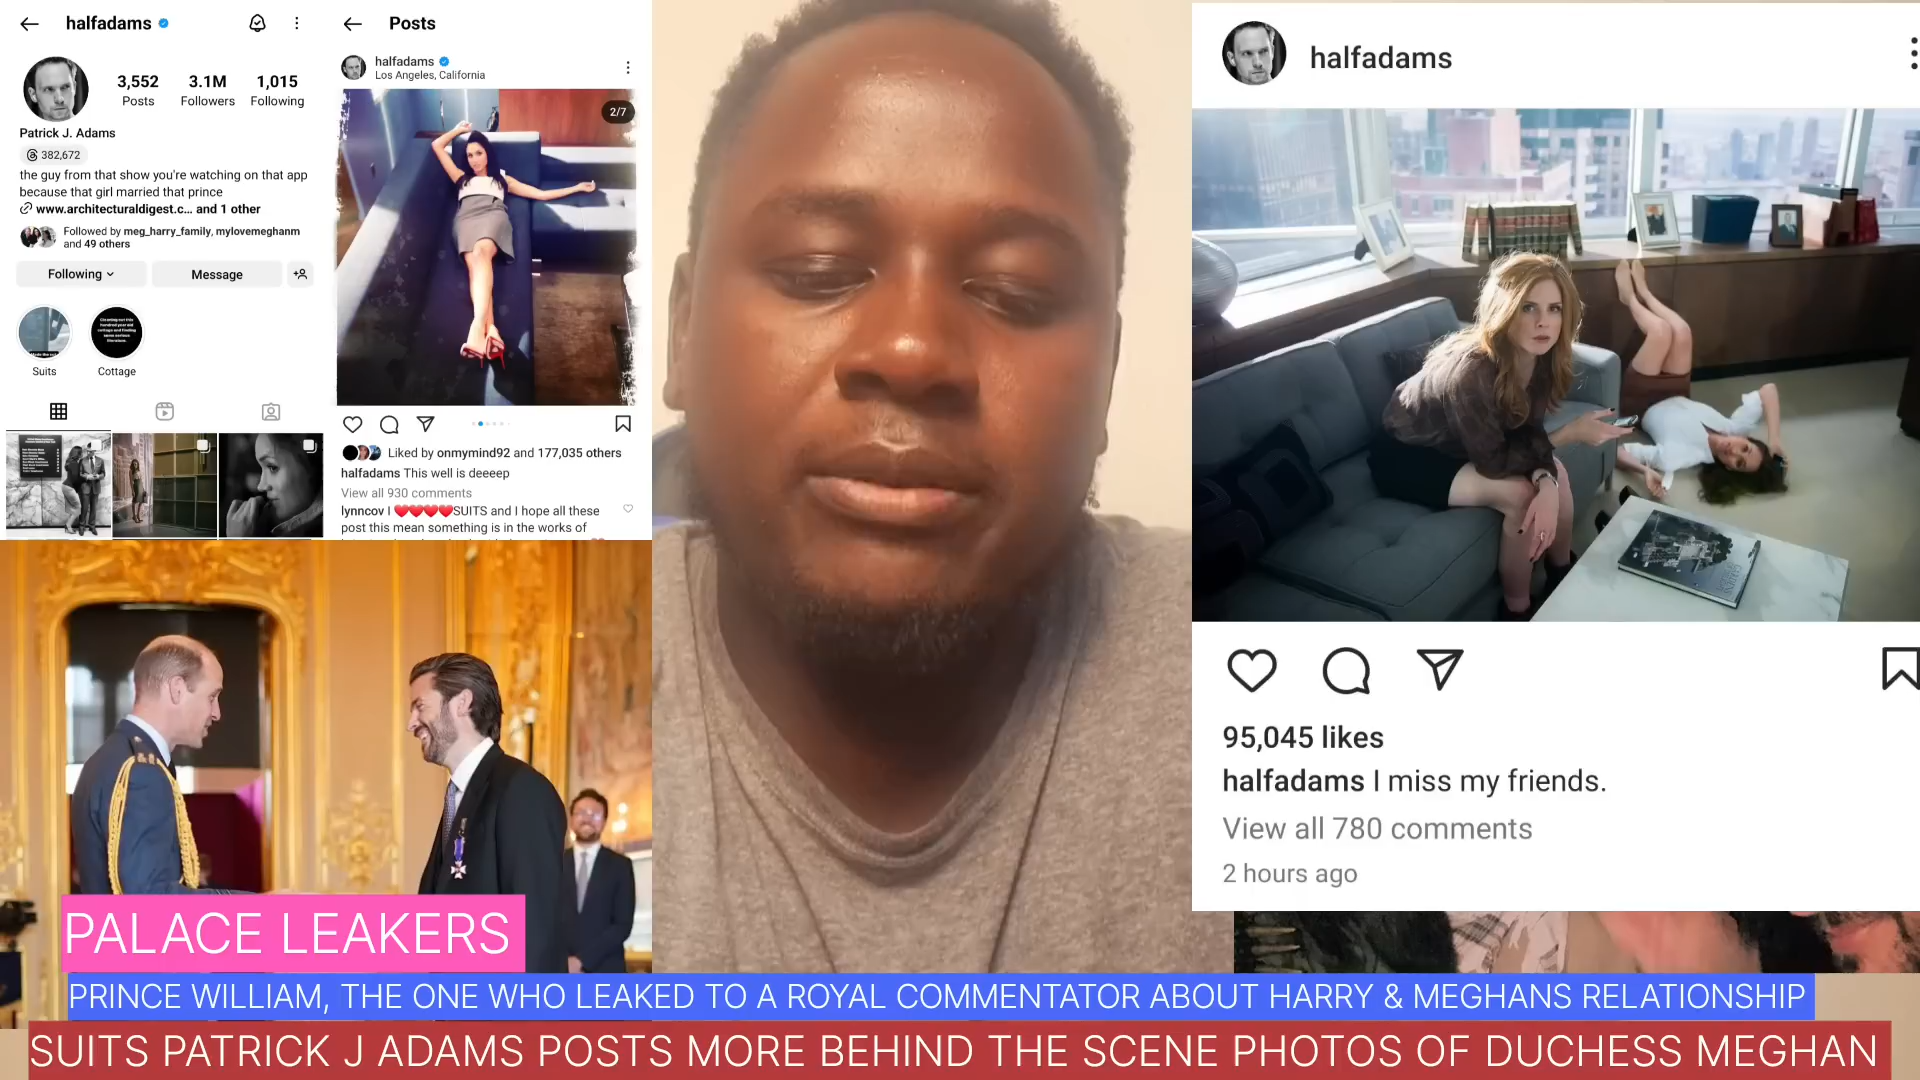 halfadams
3,552
Posts
3.1M
Followers
1,015
Following
Patrick J. Adams
382,672
the guy from that show you're watching on that app
because that girl married that prince
www.architecturaldigest.c... and 1 other
Followed by meg_harry_family, mylovemeghanm
and 49 others
Following
Message
Suits
Cottage
Posts
halfadams
Los Angeles, California
2/7
Liked by onmymind92 and 177,035 others
halfadams This well is deeeep
View all 930 comments
lynncov I ❤️❤️❤️❤️SUITS and I hope all these
post this mean something is in the works of
halfadams
95,045 likes
halfadams I miss my friends.
View all 780 comments
2 hours ago
PALACE LEAKERS
PRINCE WILLIAM, THE ONE WHO LEAKED TO A ROYAL COMMENTATOR ABOUT HARRY & MEGHANS RELATIONSHIP
SUITS PATRICK J ADAMS POSTS MORE BEHIND THE SCENE PHOTOS OF DUCHESS MEGHAN